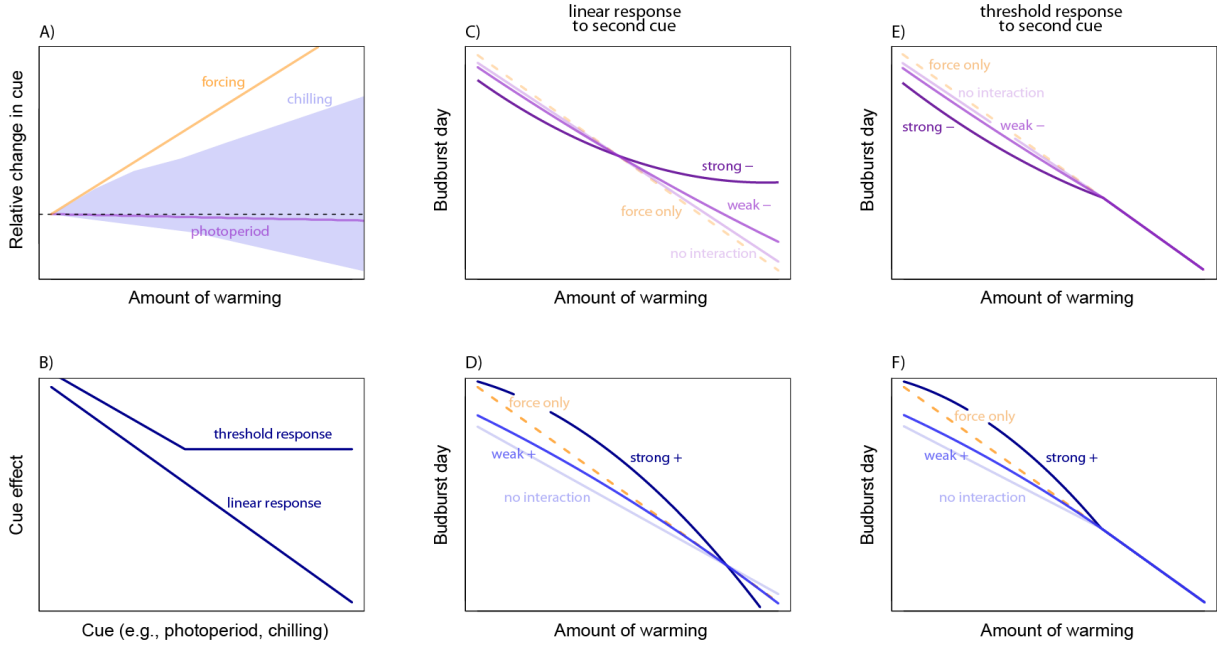 linear response
to second cue
threshold response
to second cue
A)
forcing
chilling
photoperiod
Relative change in cue
Amount of warming
C)
strong −
weak −
force only
no interaction
Budburst day
Amount of warming
E)
force only
no interaction
weak −
strong −
Budburst day
Amount of warming
B)
threshold response
linear response
Cue effect
Cue (e.g., photoperiod, chilling)
D)
force only
weak +
strong +
no interaction
Budburst day
Amount of warming
F)
force only
weak +
strong +
no interaction
Budburst day
Amount of warming